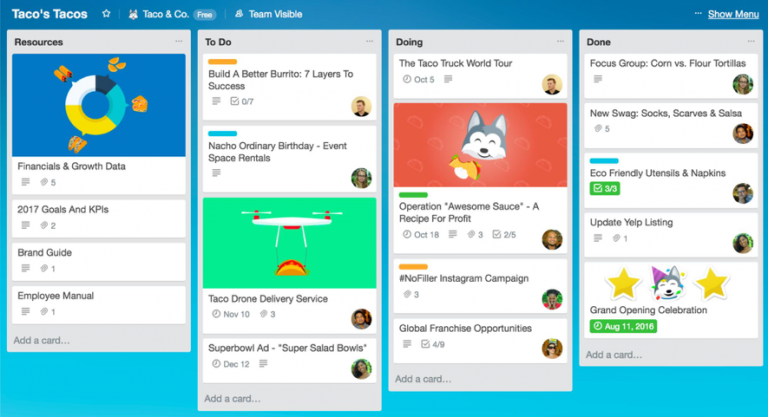 Taco's Tacos
Taco & Co. Free
Team Visible
... Show Menu
Resources
Financials & Growth Data
5
2017 Goals And KPIs
2
Brand Guide
1
Employee Manual
1
Add a card...
To Do
Build A Better Burrito: 7 Layers To
Success
0/7
Nacho Ordinary Birthday - Event
Space Rentals
Taco Drone Delivery Service
Nov 10 3
Superbowl Ad - "Super Salad Bowls"
Dec 12
Add a card...
Doing
The Taco Truck World Tour
Oct 5
Operation "Awesome Sauce" - A
Recipe For Profit
Oct 18 3 2/5
#NoFiller Instagram Campaign
3
Global Franchise Opportunities
4/9
Add a card...
Done
Focus Group: Corn vs. Flour Tortillas
New Swag: Socks, Scarves & Salsa
5
Eco Friendly Utensils & Napkins
3/3
Update Yelp Listing
1
Grand Opening Celebration
Aug 11, 2016
Add a card...